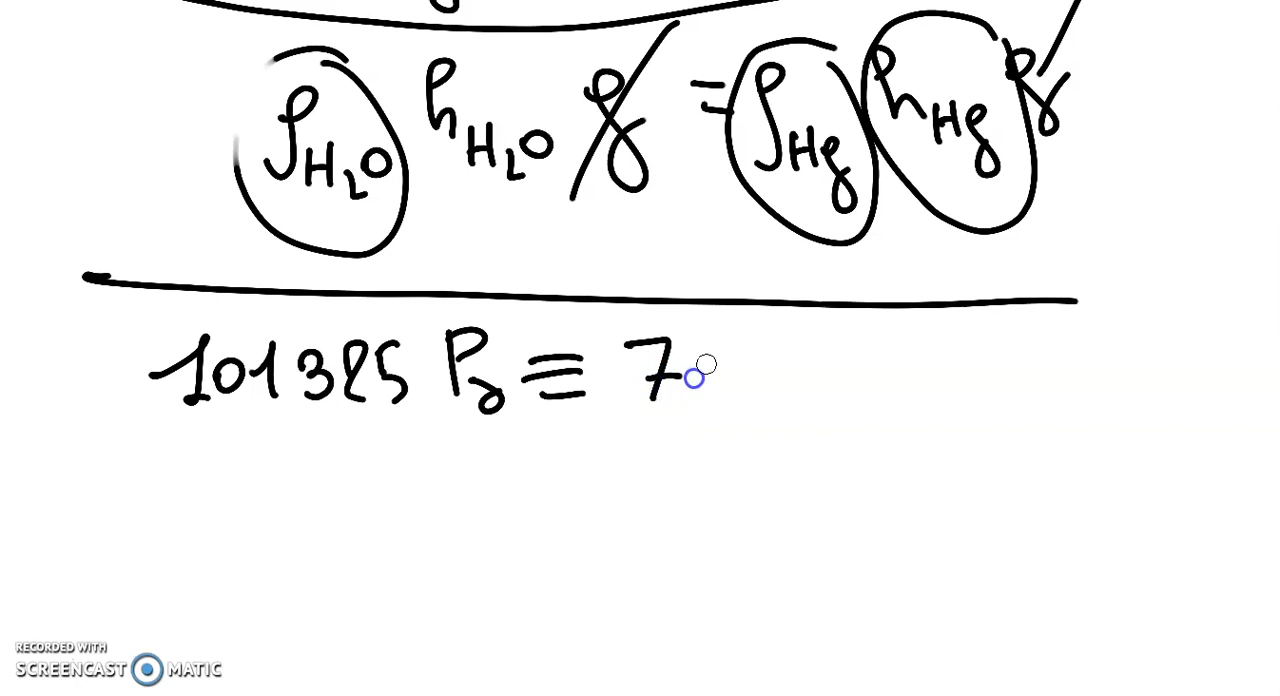 ρH₂O hH₂O g = ρHg hHg g
101325 Pa ≡ 7
RECORDED WITH
SCREENCAST MATIC